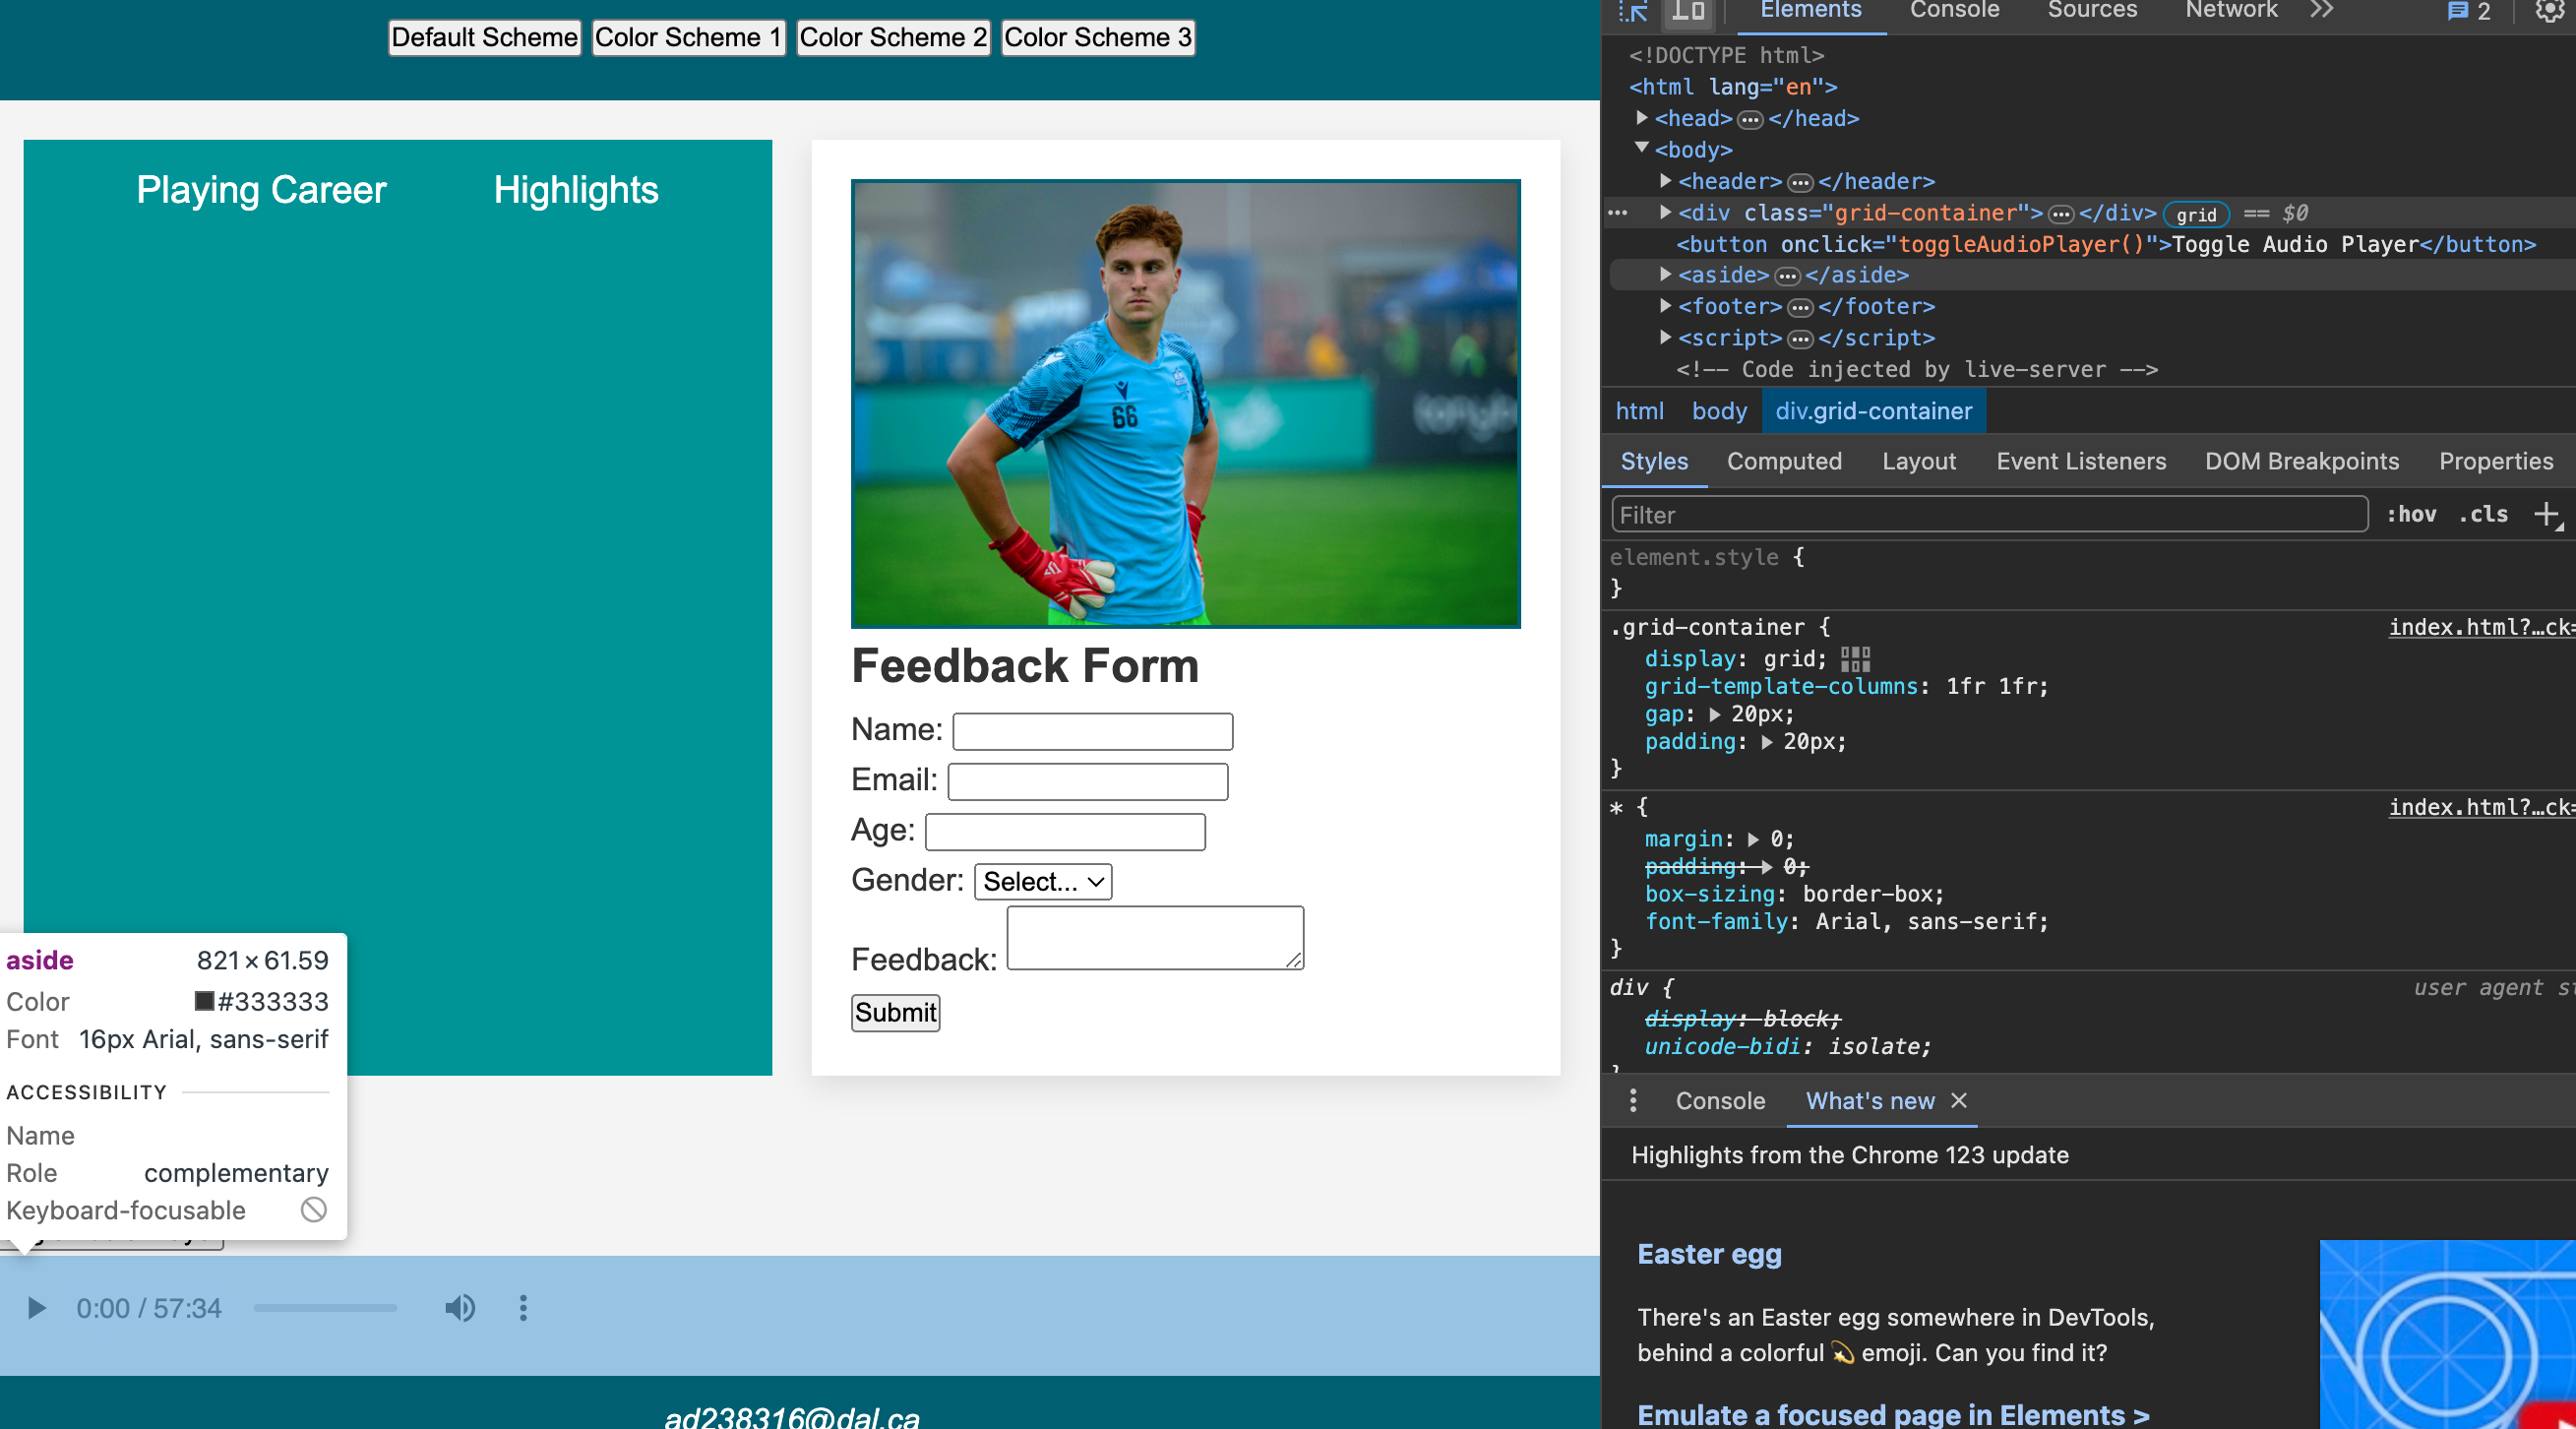 Default Scheme Color Scheme 1 Color Scheme 2 Color Scheme 3
Playing Career Highlights
66
Feedback Form
Name:
Email:
Age:
Gender: Select...
Feedback:
Submit
aside 821 × 61.59
Color #333333
Font 16px Arial, sans-serif
ACCESSIBILITY
Name
Role complementary
Keyboard-focusable
0:00 / 57:34
ad238316@dal.ca
Elements Console Sources Network 2
<!DOCTYPE html>
<html lang="en">
<head> … </head>
<body>
<header> … </header>
… <div class="grid-container"> … </div> grid == $0
<button onclick="toggleAudioPlayer()">Toggle Audio Player</button>
<aside> … </aside>
<footer> … </footer>
<script> … </script>
<!-- Code injected by live-server -->
html body div.grid-container
Styles Computed Layout Event Listeners DOM Breakpoints Properties
Filter :hov .cls
element.style {
}
.grid-container { index.html?…ck=
display: grid;
grid-template-columns: 1fr 1fr;
gap: 20px;
padding: 20px;
}
* { index.html?…ck=
margin: 0;
padding: 0;
box-sizing: border-box;
font-family: Arial, sans-serif;
}
div { user agent st
display: block;
unicode-bidi: isolate;
}
Console What's new
Highlights from the Chrome 123 update
Easter egg
There's an Easter egg somewhere in DevTools,
behind a colorful 💫 emoji. Can you find it?
Emulate a focused page in Elements >